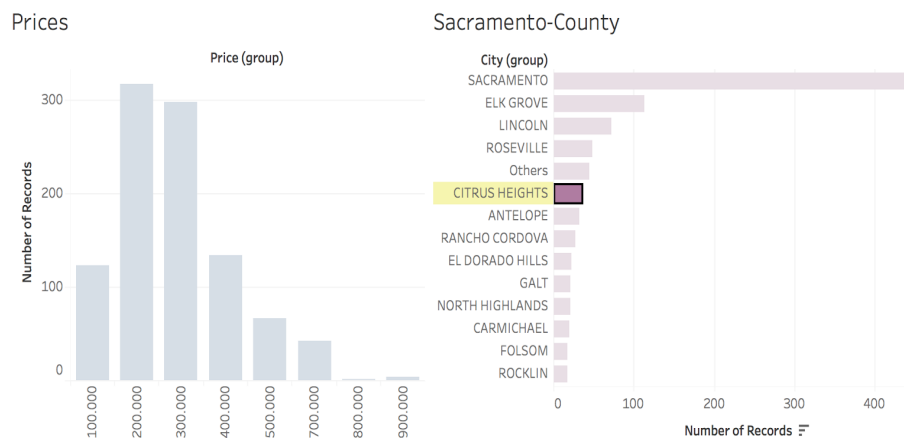 Prices
Price (group)
Number of Records
300
200
100
0
100.000
200.000
300.000
400.000
500.000
700.000
800.000
900.000
Sacramento-County
City (group)
SACRAMENTO
ELK GROVE
LINCOLN
ROSEVILLE
Others
CITRUS HEIGHTS
ANTELOPE
RANCHO CORDOVA
EL DORADO HILLS
GALT
NORTH HIGHLANDS
CARMICHAEL
FOLSOM
ROCKLIN
0 100 200 300 400
Number of Records